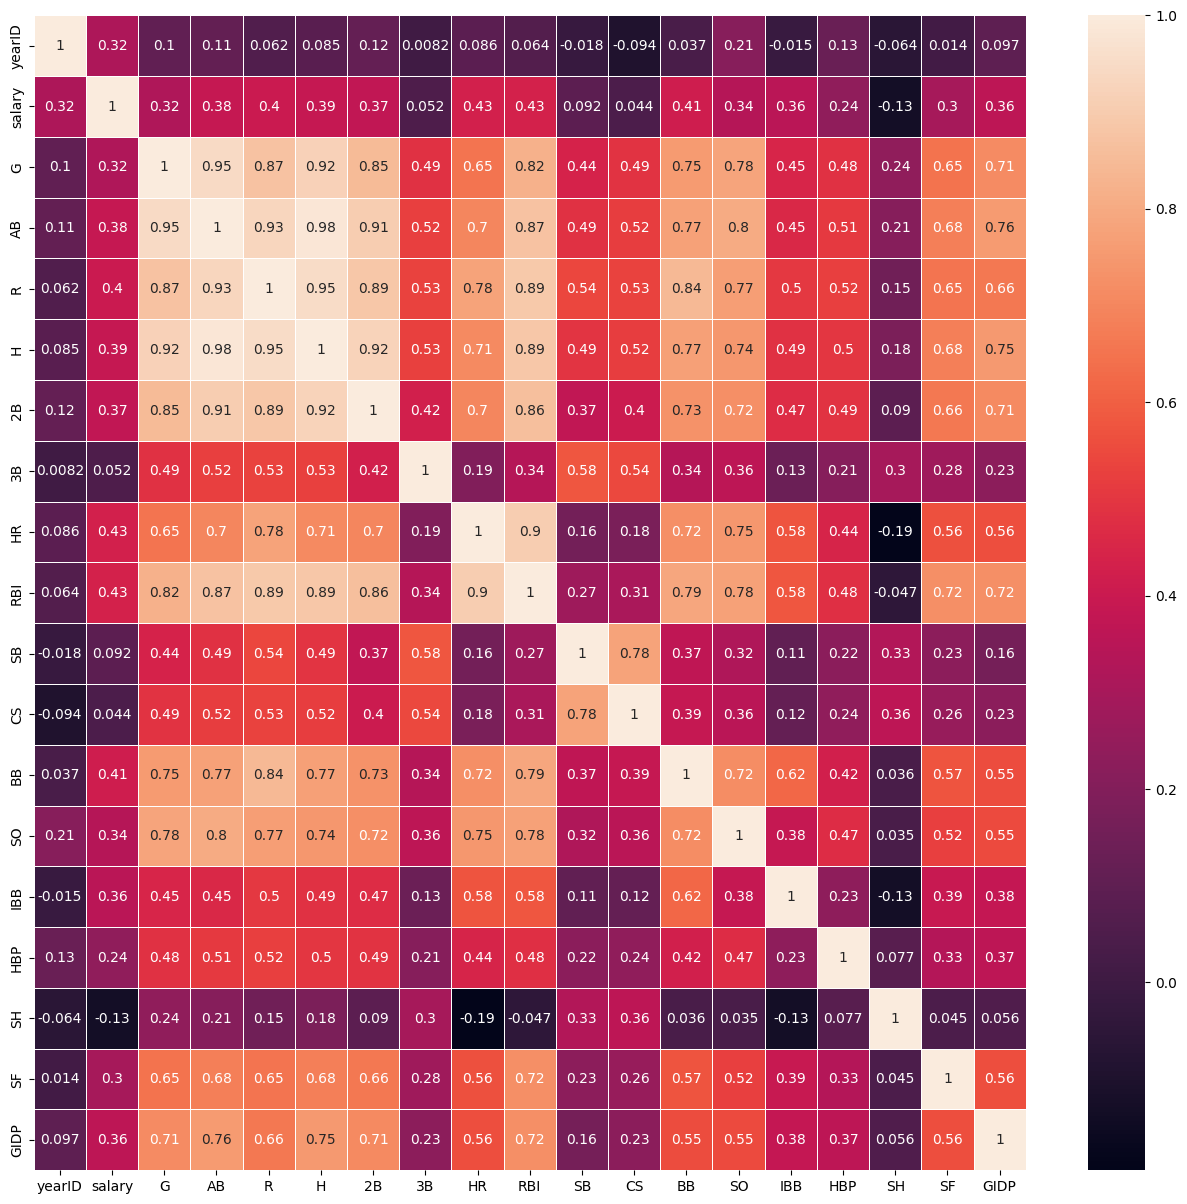 yearID 1 0.32 0.1 0.11 0.062 0.085 0.12 0.0082 0.086 0.064 -0.018 -0.094 0.037 0.21 -0.015 0.13 -0.064 0.014 0.097 1.0
salary 0.32 1 0.32 0.38 0.4 0.39 0.37 0.052 0.43 0.43 0.092 0.044 0.41 0.34 0.36 0.24 -0.13 0.3 0.36
G 0.1 0.32 1 0.95 0.87 0.92 0.85 0.49 0.65 0.82 0.44 0.49 0.75 0.78 0.45 0.48 0.24 0.65 0.71
0.8
AB 0.11 0.38 0.95 1 0.93 0.98 0.91 0.52 0.7 0.87 0.49 0.52 0.77 0.8 0.45 0.51 0.21 0.68 0.76
R 0.062 0.4 0.87 0.93 1 0.95 0.89 0.53 0.78 0.89 0.54 0.53 0.84 0.77 0.5 0.52 0.15 0.65 0.66
H 0.085 0.39 0.92 0.98 0.95 1 0.92 0.53 0.71 0.89 0.49 0.52 0.77 0.74 0.49 0.5 0.18 0.68 0.75
0.6
2B 0.12 0.37 0.85 0.91 0.89 0.92 1 0.42 0.7 0.86 0.37 0.4 0.73 0.72 0.47 0.49 0.09 0.66 0.71
3B 0.0082 0.052 0.49 0.52 0.53 0.53 0.42 1 0.19 0.34 0.58 0.54 0.34 0.36 0.13 0.21 0.3 0.28 0.23
HR 0.086 0.43 0.65 0.7 0.78 0.71 0.7 0.19 1 0.9 0.16 0.18 0.72 0.75 0.58 0.44 -0.19 0.56 0.56
RBI 0.064 0.43 0.82 0.87 0.89 0.89 0.86 0.34 0.9 1 0.27 0.31 0.79 0.78 0.58 0.48 -0.047 0.72 0.72
0.4
SB -0.018 0.092 0.44 0.49 0.54 0.49 0.37 0.58 0.16 0.27 1 0.78 0.37 0.32 0.11 0.22 0.33 0.23 0.16
CS -0.094 0.044 0.49 0.52 0.53 0.52 0.4 0.54 0.18 0.31 0.78 1 0.39 0.36 0.12 0.24 0.36 0.26 0.23
BB 0.037 0.41 0.75 0.77 0.84 0.77 0.73 0.34 0.72 0.79 0.37 0.39 1 0.72 0.62 0.42 0.036 0.57 0.55
0.2
SO 0.21 0.34 0.78 0.8 0.77 0.74 0.72 0.36 0.75 0.78 0.32 0.36 0.72 1 0.38 0.47 0.035 0.52 0.55
IBB -0.015 0.36 0.45 0.45 0.5 0.49 0.47 0.13 0.58 0.58 0.11 0.12 0.62 0.38 1 0.23 -0.13 0.39 0.38
HBP 0.13 0.24 0.48 0.51 0.52 0.5 0.49 0.21 0.44 0.48 0.22 0.24 0.42 0.47 0.23 1 0.077 0.33 0.37
0.0
SH -0.064 -0.13 0.24 0.21 0.15 0.18 0.09 0.3 -0.19 -0.047 0.33 0.36 0.036 0.035 -0.13 0.077 1 0.045 0.056
SF 0.014 0.3 0.65 0.68 0.65 0.68 0.66 0.28 0.56 0.72 0.23 0.26 0.57 0.52 0.39 0.33 0.045 1 0.56
GIDP 0.097 0.36 0.71 0.76 0.66 0.75 0.71 0.23 0.56 0.72 0.16 0.23 0.55 0.55 0.38 0.37 0.056 0.56 1
yearID salary G AB R H 2B 3B HR RBI SB CS BB SO IBB HBP SH SF GIDP